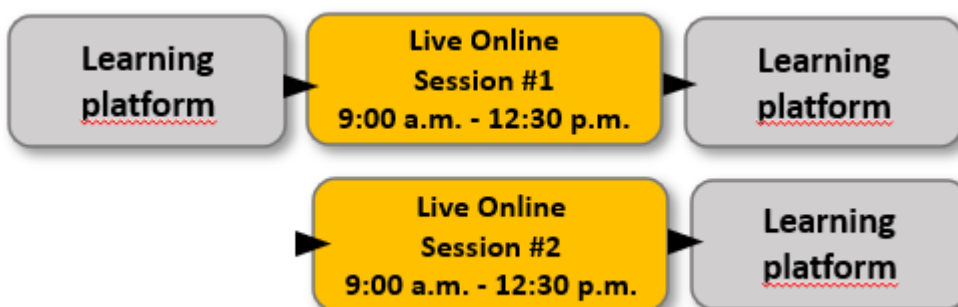 Learning
platform
Live Online
Session #1
9:00 a.m. - 12:30 p.m.
Learning
platform
Live Online
Session #2
9:00 a.m. - 12:30 p.m.
Learning
platform